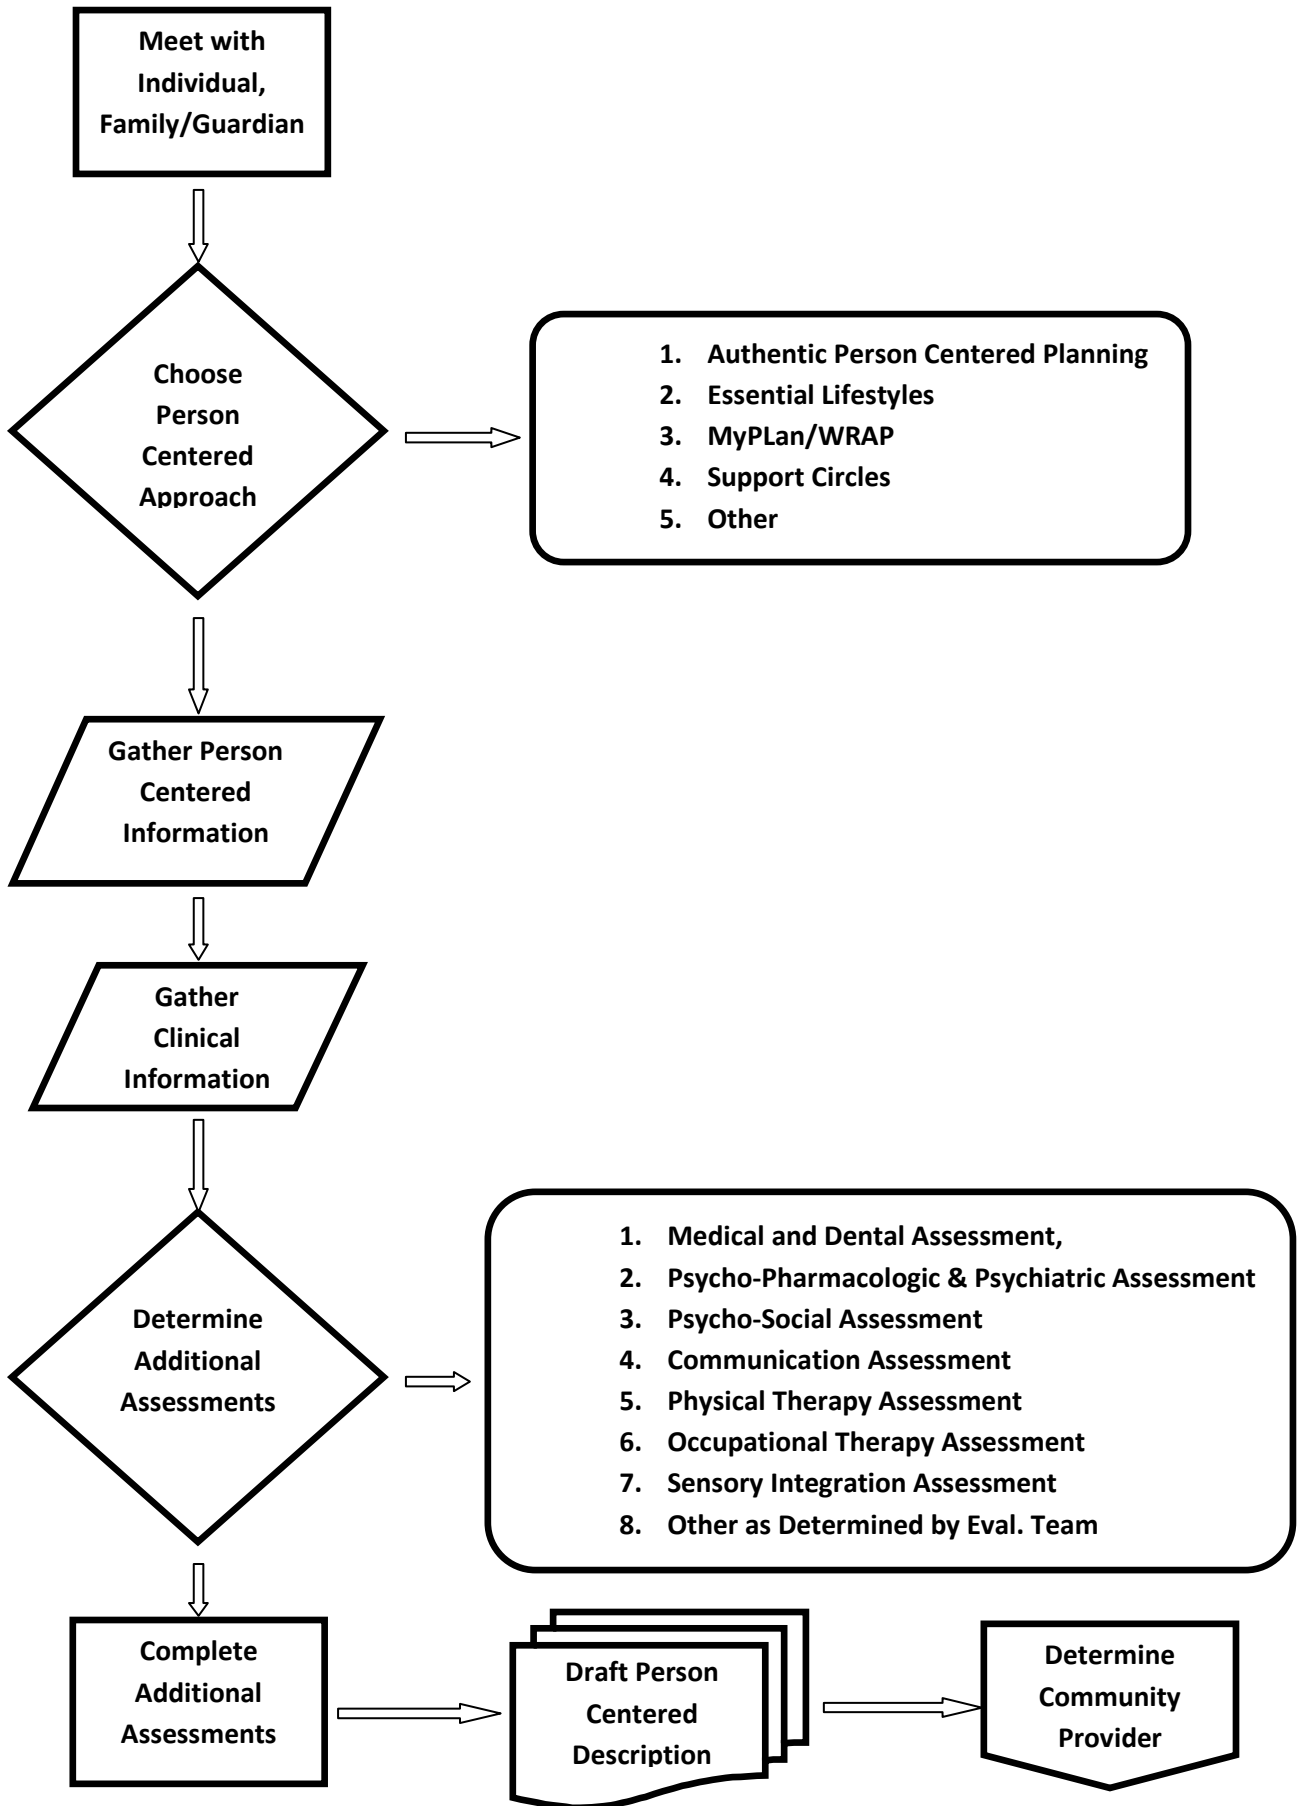 Meet with
Individual,
Family/Guardian
Choose
Person
Centered
Approach
1. Authentic Person Centered Planning
2. Essential Lifestyles
3. MyPLan/WRAP
4. Support Circles
5. Other
Gather Person
Centered
Information
Gather
Clinical
Information
Determine
Additional
Assessments
1. Medical and Dental Assessment,
2. Psycho-Pharmacologic & Psychiatric Assessment
3. Psycho-Social Assessment
4. Communication Assessment
5. Physical Therapy Assessment
6. Occupational Therapy Assessment
7. Sensory Integration Assessment
8. Other as Determined by Eval. Team
Complete
Additional
Assessments
Draft Person
Centered
Description
Determine
Community
Provider